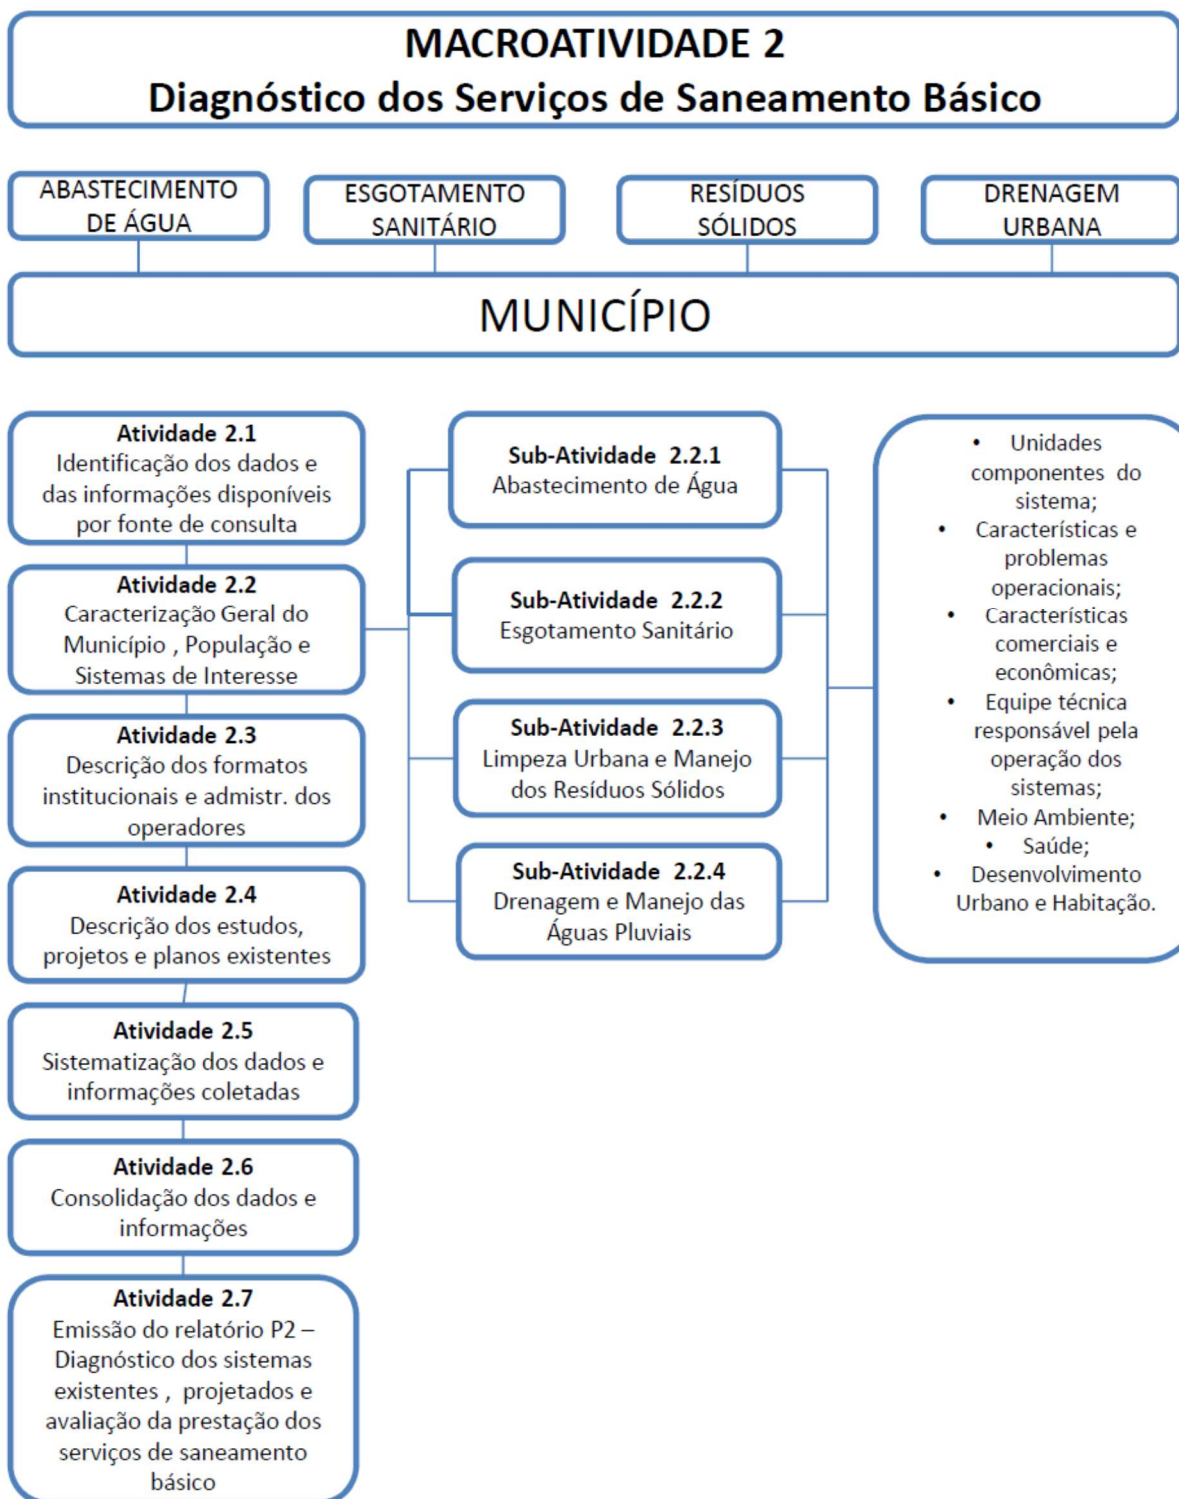 MACROATIVIDADE 2
Diagnóstico dos Serviços de Saneamento Básico
ABASTECIMENTO
DE ÁGUA
ESGOTAMENTO
SANITÁRIO
RESÍDUOS
SÓLIDOS
DRENAGEM
URBANA
MUNICÍPIO
Atividade 2.1
Identificação dos dados e
das informações disponíveis
por fonte de consulta
Atividade 2.2
Caracterização Geral do
Município , População e
Sistemas de Interesse
Atividade 2.3
Descrição dos formatos
institucionais e admistr. dos
operadores
Atividade 2.4
Descrição dos estudos,
projetos e planos existentes
Atividade 2.5
Sistematização dos dados e
informações coletadas
Atividade 2.6
Consolidação dos dados e
informações
Atividade 2.7
Emissão do relatório P2 –
Diagnóstico dos sistemas
existentes , projetados e
avaliação da prestação dos
serviços de saneamento
básico
Sub-Atividade 2.2.1
Abastecimento de Água
Sub-Atividade 2.2.2
Esgotamento Sanitário
Sub-Atividade 2.2.3
Limpeza Urbana e Manejo
dos Resíduos Sólidos
Sub-Atividade 2.2.4
Drenagem e Manejo das
Águas Pluviais
• Unidades
componentes do
sistema;
• Características e
problemas
operacionais;
• Características
comerciais e
econômicas;
• Equipe técnica
responsável pela
operação dos
sistemas;
• Meio Ambiente;
• Saúde;
• Desenvolvimento
Urbano e Habitação.